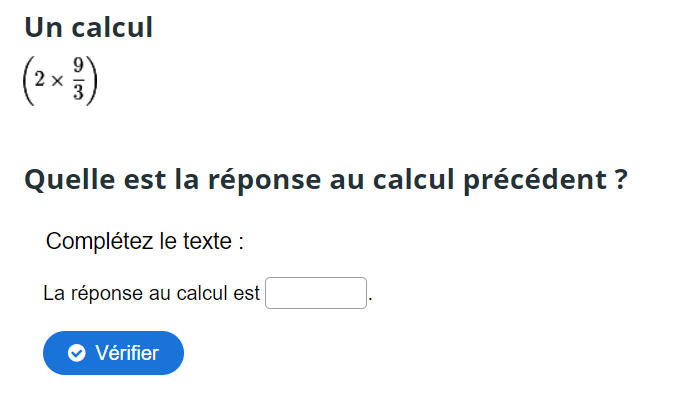 Un calcul
(2 × 9/3)
Quelle est la réponse au calcul précédent ?
Complétez le texte :
La réponse au calcul est .
Vérifier